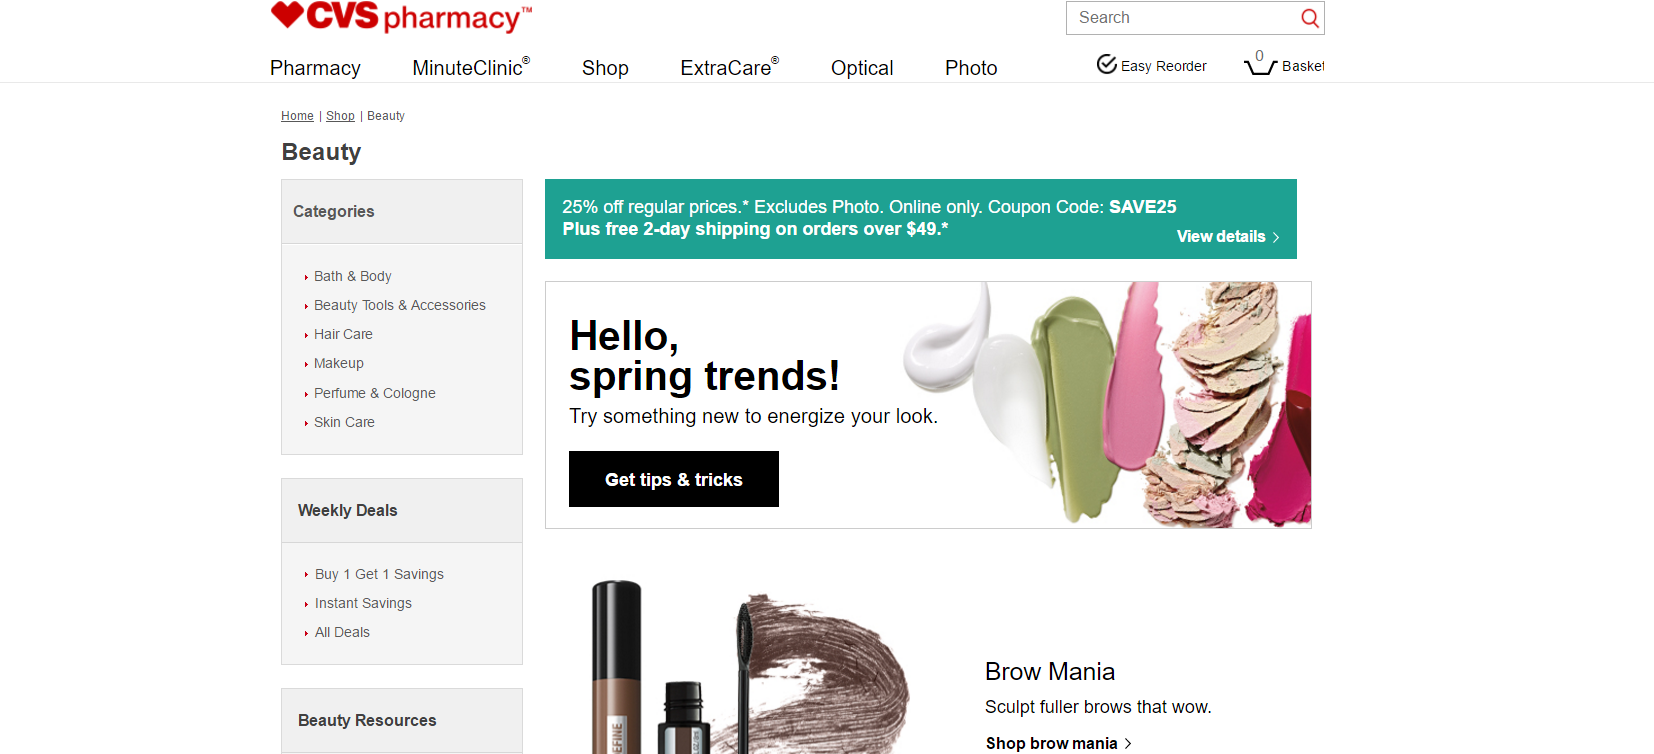 CVS pharmacy™
Search
Pharmacy
MinuteClinic®
Shop
ExtraCare®
Optical
Photo
Easy Reorder
0
Basket
Home | Shop | Beauty
Beauty
Categories
Bath & Body
Beauty Tools & Accessories
Hair Care
Makeup
Perfume & Cologne
Skin Care
Weekly Deals
Buy 1 Get 1 Savings
Instant Savings
All Deals
Beauty Resources
25% off regular prices.* Excludes Photo. Online only. Coupon Code: SAVE25
Plus free 2-day shipping on orders over $49.*
View details
Hello,
spring trends!
Try something new to energize your look.
Get tips & tricks
Brow Mania
Sculpt fuller brows that wow.
Shop brow mania